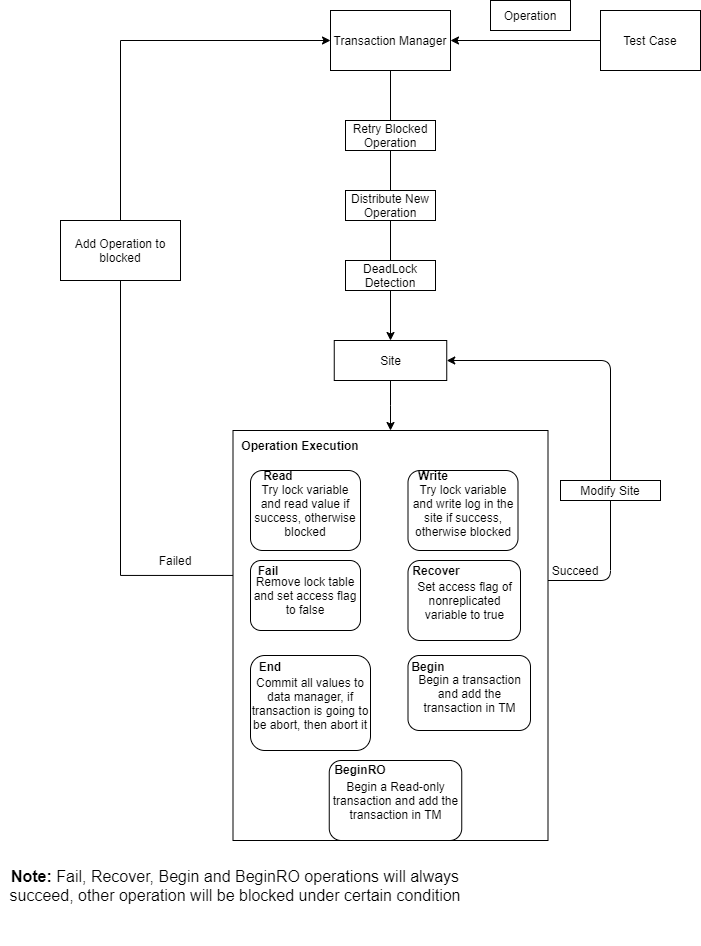 Operation
Transaction Manager
Test Case
Retry Blocked
Operation
Distribute New
Operation
Add Operation to
blocked
DeadLock
Detection
Site
Operation Execution
Read
Try lock variable
and read value if
success, otherwise
blocked
Write
Try lock variable
and write log in the
site if success,
otherwise blocked
Modify Site
Failed
Succeed
Fail
Remove lock table
and set access flag
to false
Recover
Set access flag of
nonreplicated
variable to true
End
Commit all values to
data manager, if
transaction is going to
be abort, then abort it
Begin
Begin a transaction
and add the
transaction in TM
BeginRO
Begin a Read-only
transaction and add the
transaction in TM
Note: Fail, Recover, Begin and BeginRO operations will always
succeed, other operation will be blocked under certain condition